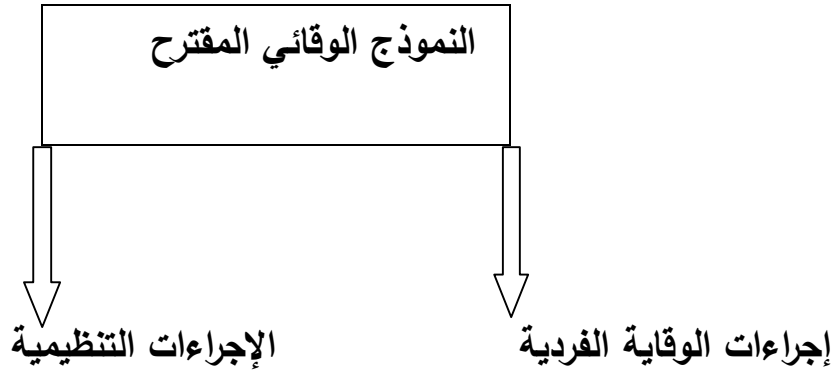 النموذج الوقائي المقترح
إجراءات الوقاية الفردية
الإجراءات التنظيمية